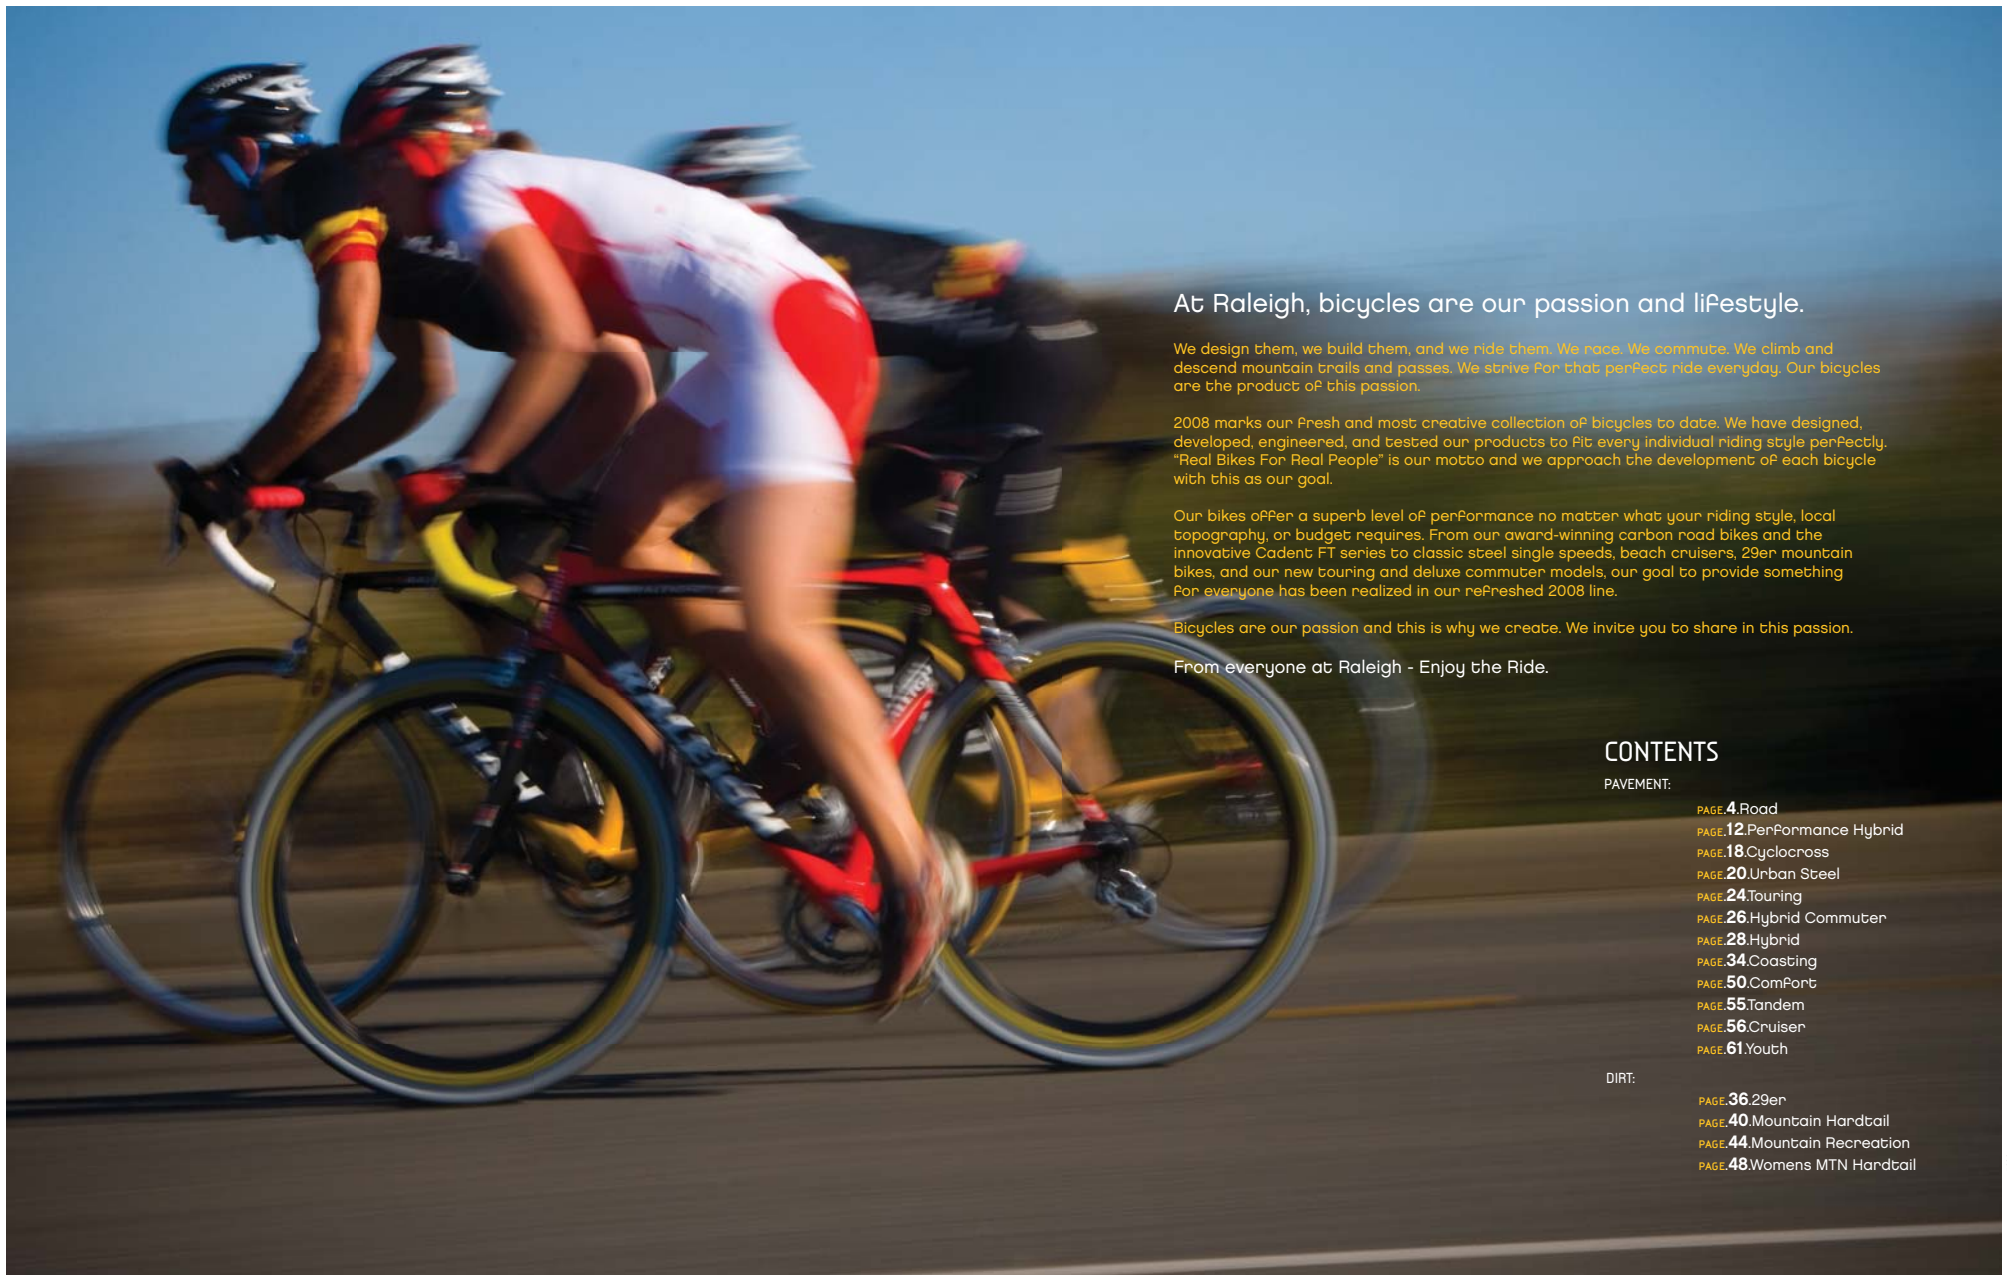 At Raleigh, bicycles are our passion and lifestyle.
We design them, we build them, and we ride them. We race. We commute. We climb and
descend mountain trails and passes. We strive for that perfect ride everyday. Our bicycles
are the product of this passion.
2008 marks our fresh and most creative collection of bicycles to date. We have designed,
developed, engineered, and tested our products to fit every individual riding style perfectly.
“Real Bikes For Real People” is our motto and we approach the development of each bicycle
with this as our goal.
Our bikes offer a superb level of performance no matter what your riding style, local
topography, or budget requires. From our award-winning carbon road bikes and the
innovative Cadent FT series to classic steel single speeds, beach cruisers, 29er mountain
bikes, and our new touring and deluxe commuter models, our goal to provide something
for everyone has been realized in our refreshed 2008 line.
Bicycles are our passion and this is why we create. We invite you to share in this passion.
From everyone at Raleigh - Enjoy the Ride.
CONTENTS
PAVEMENT:
PAGE.4.Road
PAGE.12.Performance Hybrid
PAGE.18.Cyclocross
PAGE.20.Urban Steel
PAGE.24.Touring
PAGE.26.Hybrid Commuter
PAGE.28.Hybrid
PAGE.34.Coasting
PAGE.50.Comfort
PAGE.55.Tandem
PAGE.56.Cruiser
PAGE.61.Youth
DIRT:
PAGE.36.29er
PAGE.40.Mountain Hardtail
PAGE.44.Mountain Recreation
PAGE.48.Womens MTN Hardtail